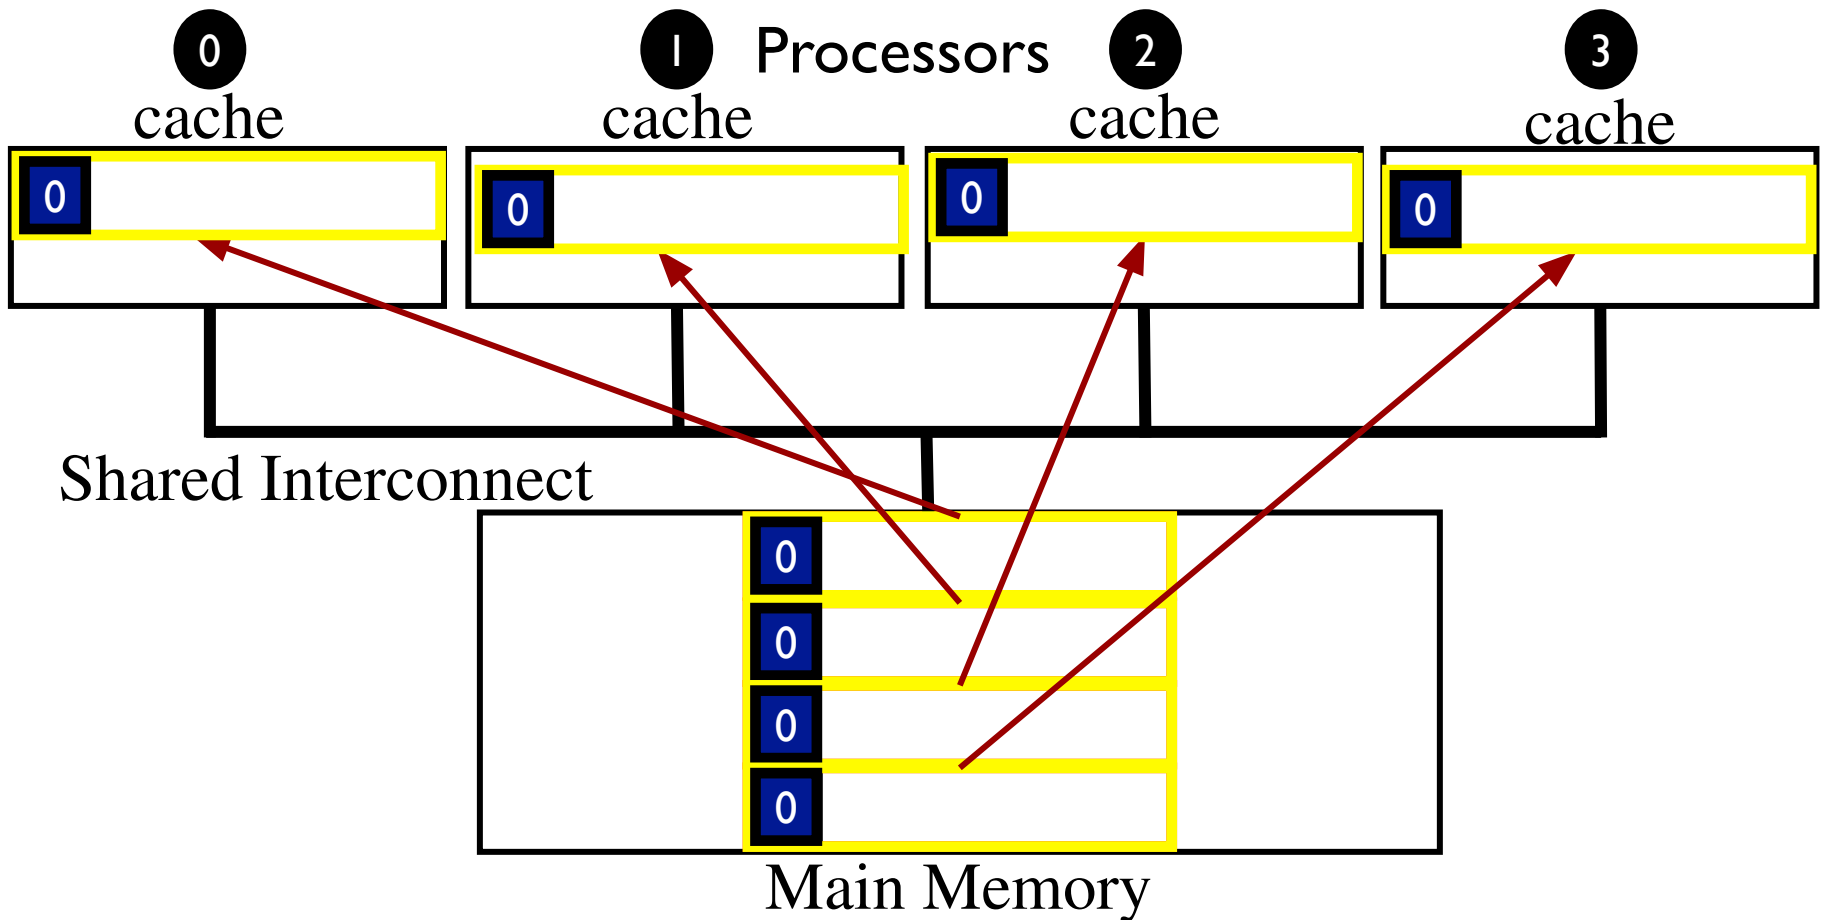 0 1 Processors 2 3
cache cache cache cache
0 0 0 0
Shared Interconnect
0
0
0
0
Main Memory